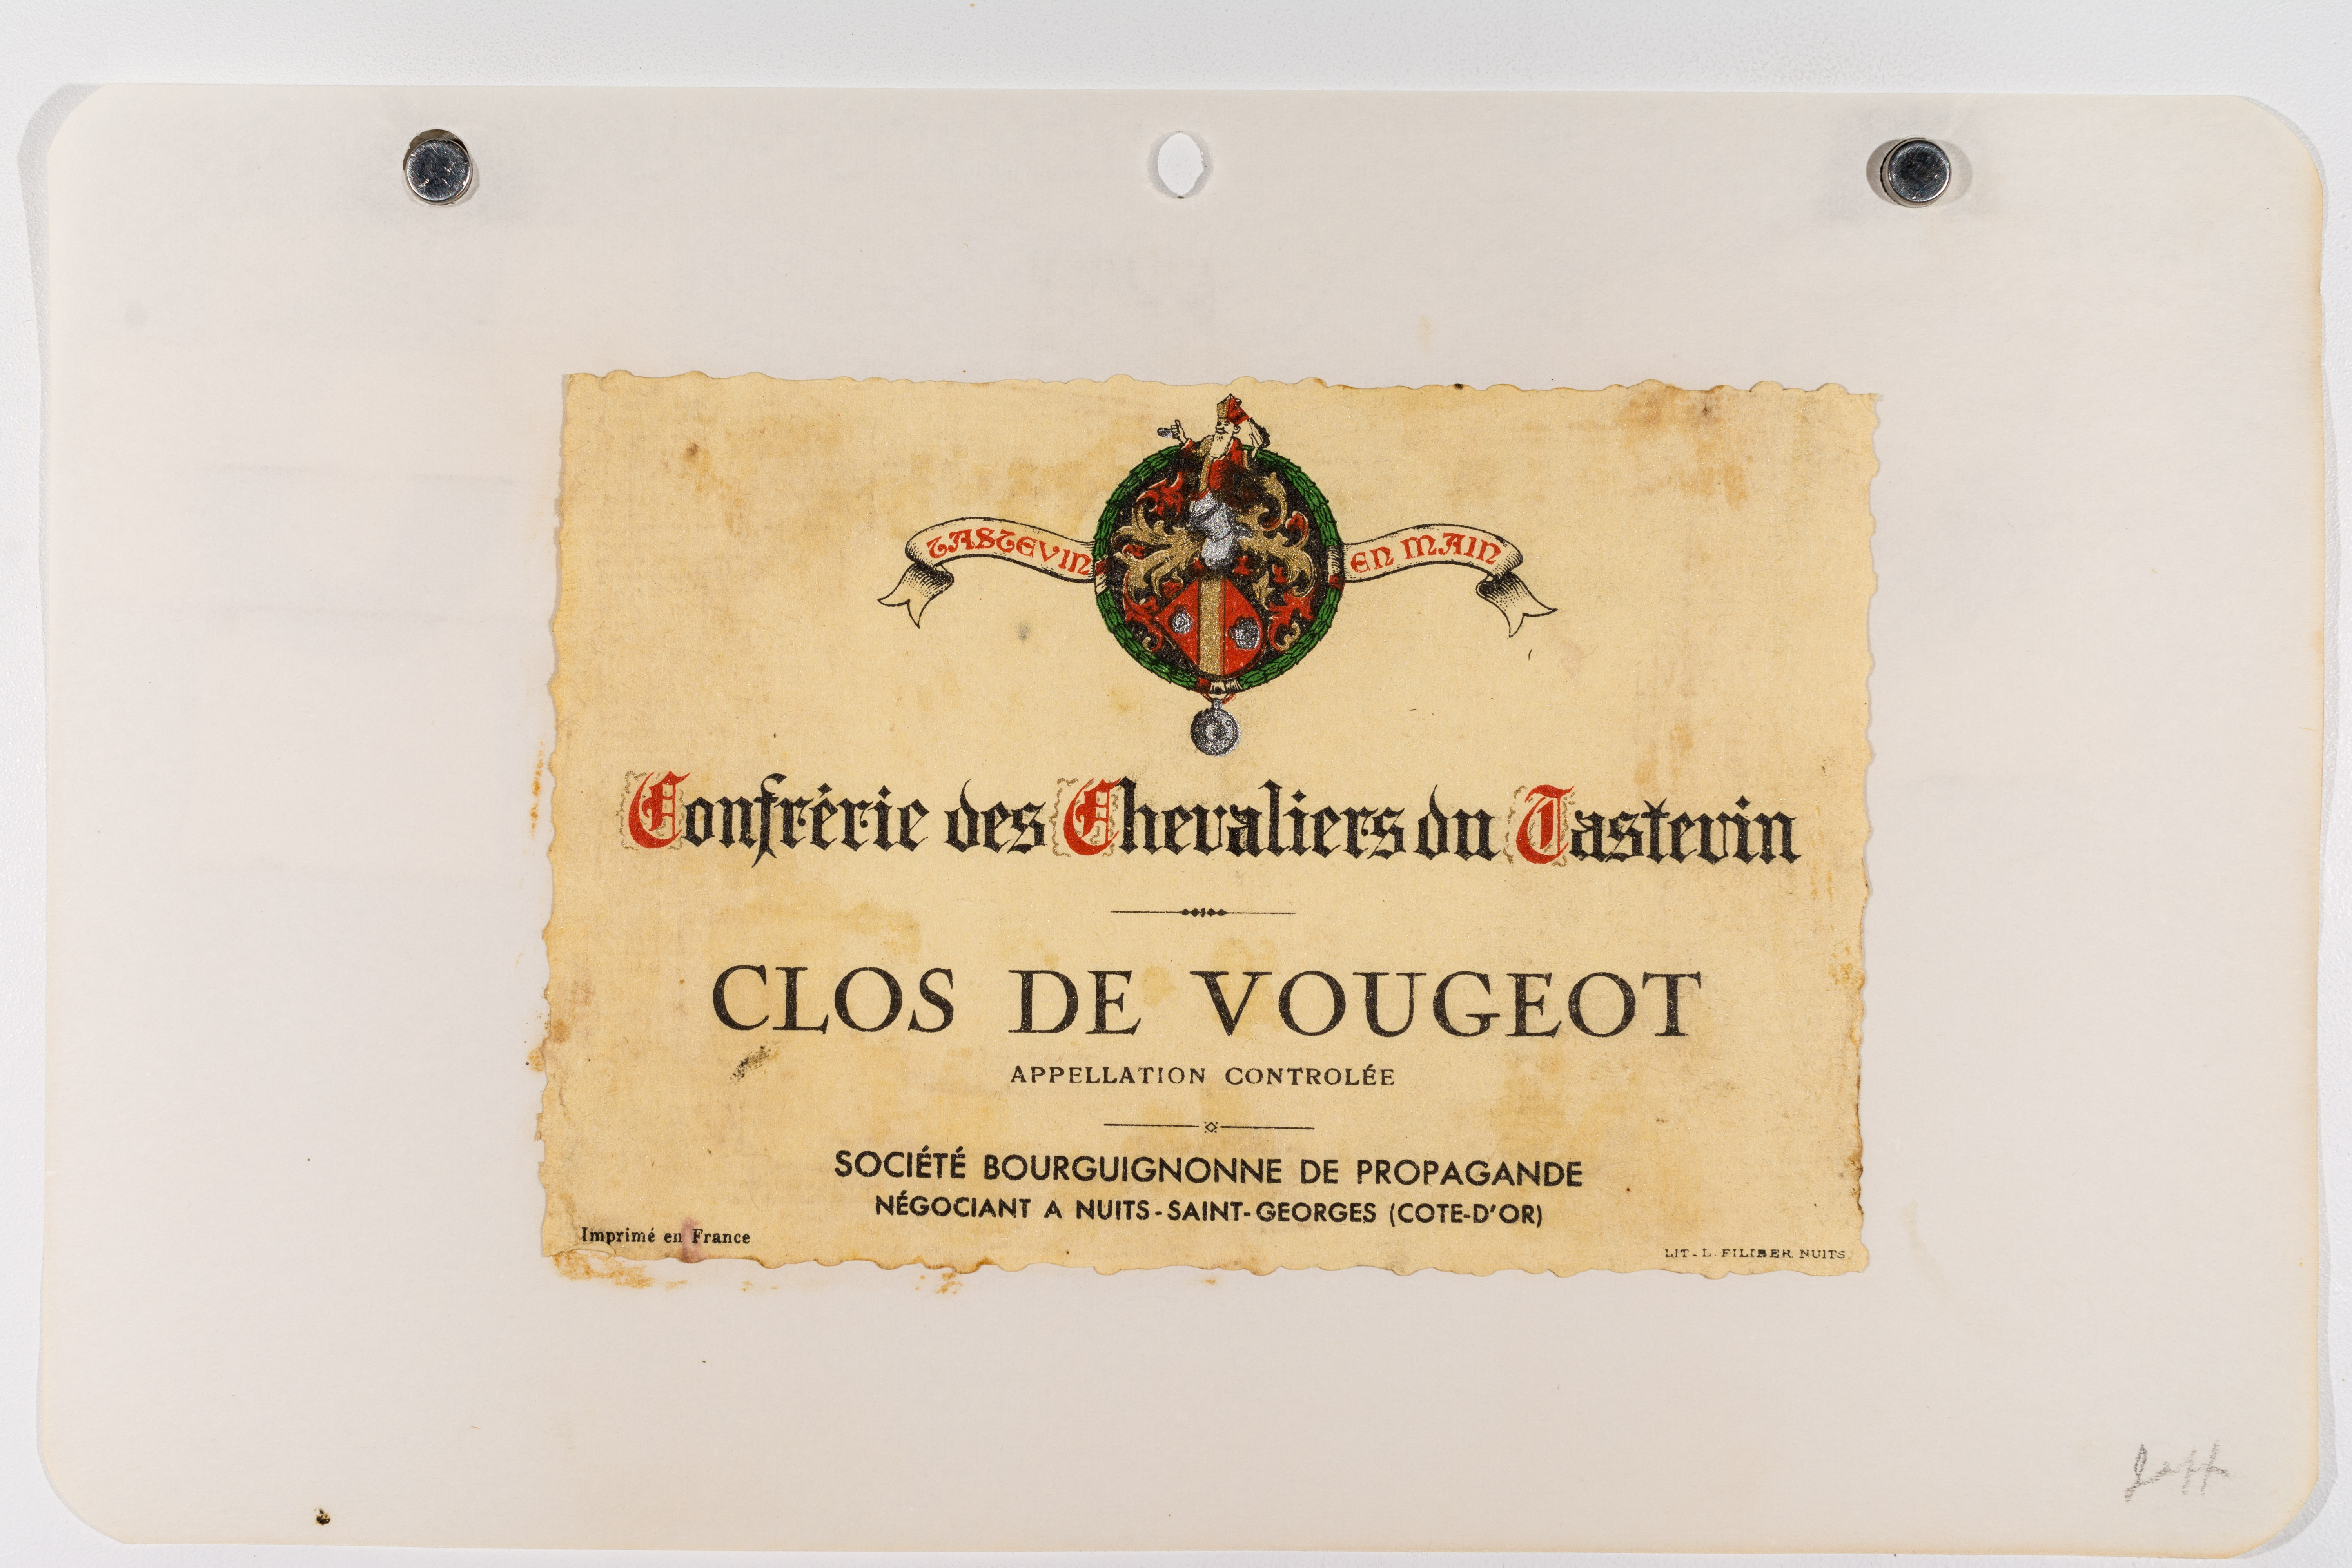 TASTEVIN EN MAIN
Confrérie des Chevaliers du Tastevin
CLOS DE VOUGEOT
APPELLATION CONTROLÉE
SOCIÉTÉ BOURGUIGNONNE DE PROPAGANDE
NÉGOCIANT A NUITS-SAINT-GEORGES (COTE-D'OR)
Imprimé en France
LIT. L. FILIBER NUITS
Jeff